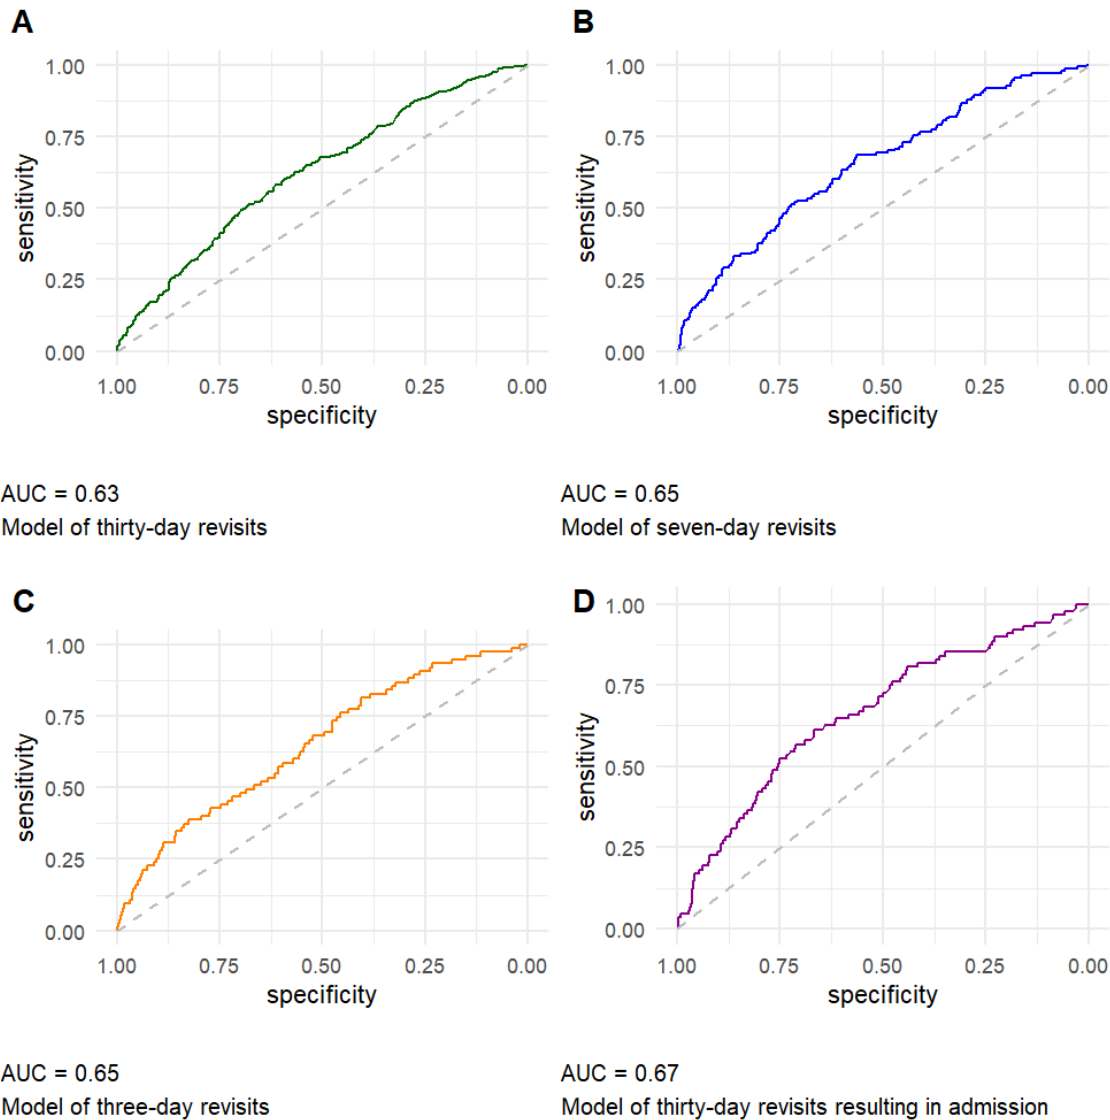 A
1.00
0.75
0.50
0.25
0.00
sensitivity
1.00 0.75 0.50 0.25 0.00
specificity
AUC = 0.63
Model of thirty-day revisits
B
1.00
0.75
0.50
0.25
0.00
sensitivity
1.00 0.75 0.50 0.25 0.00
specificity
AUC = 0.65
Model of seven-day revisits
C
1.00
0.75
0.50
0.25
0.00
sensitivity
1.00 0.75 0.50 0.25 0.00
specificity
AUC = 0.65
Model of three-day revisits
D
1.00
0.75
0.50
0.25
0.00
sensitivity
1.00 0.75 0.50 0.25 0.00
specificity
AUC = 0.67
Model of thirty-day revisits resulting in admission